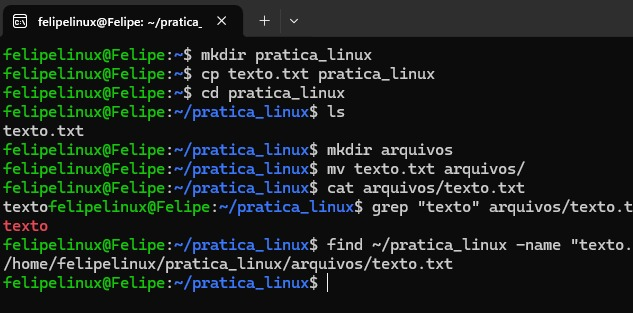 felipelinux@Felipe: ~/pratica_
felipelinux@Felipe:~$ mkdir pratica_linux
felipelinux@Felipe:~$ cp texto.txt pratica_linux
felipelinux@Felipe:~$ cd pratica_linux
felipelinux@Felipe:~/pratica_linux$ ls
texto.txt
felipelinux@Felipe:~/pratica_linux$ mkdir arquivos
felipelinux@Felipe:~/pratica_linux$ mv texto.txt arquivos/
felipelinux@Felipe:~/pratica_linux$ cat arquivos/texto.txt
textofelipelinux@Felipe:~/pratica_linux$ grep "texto" arquivos/texto.t
texto
felipelinux@Felipe:~/pratica_linux$ find ~/pratica_linux -name "texto.
/home/felipelinux/pratica_linux/arquivos/texto.txt
felipelinux@Felipe:~/pratica_linux$